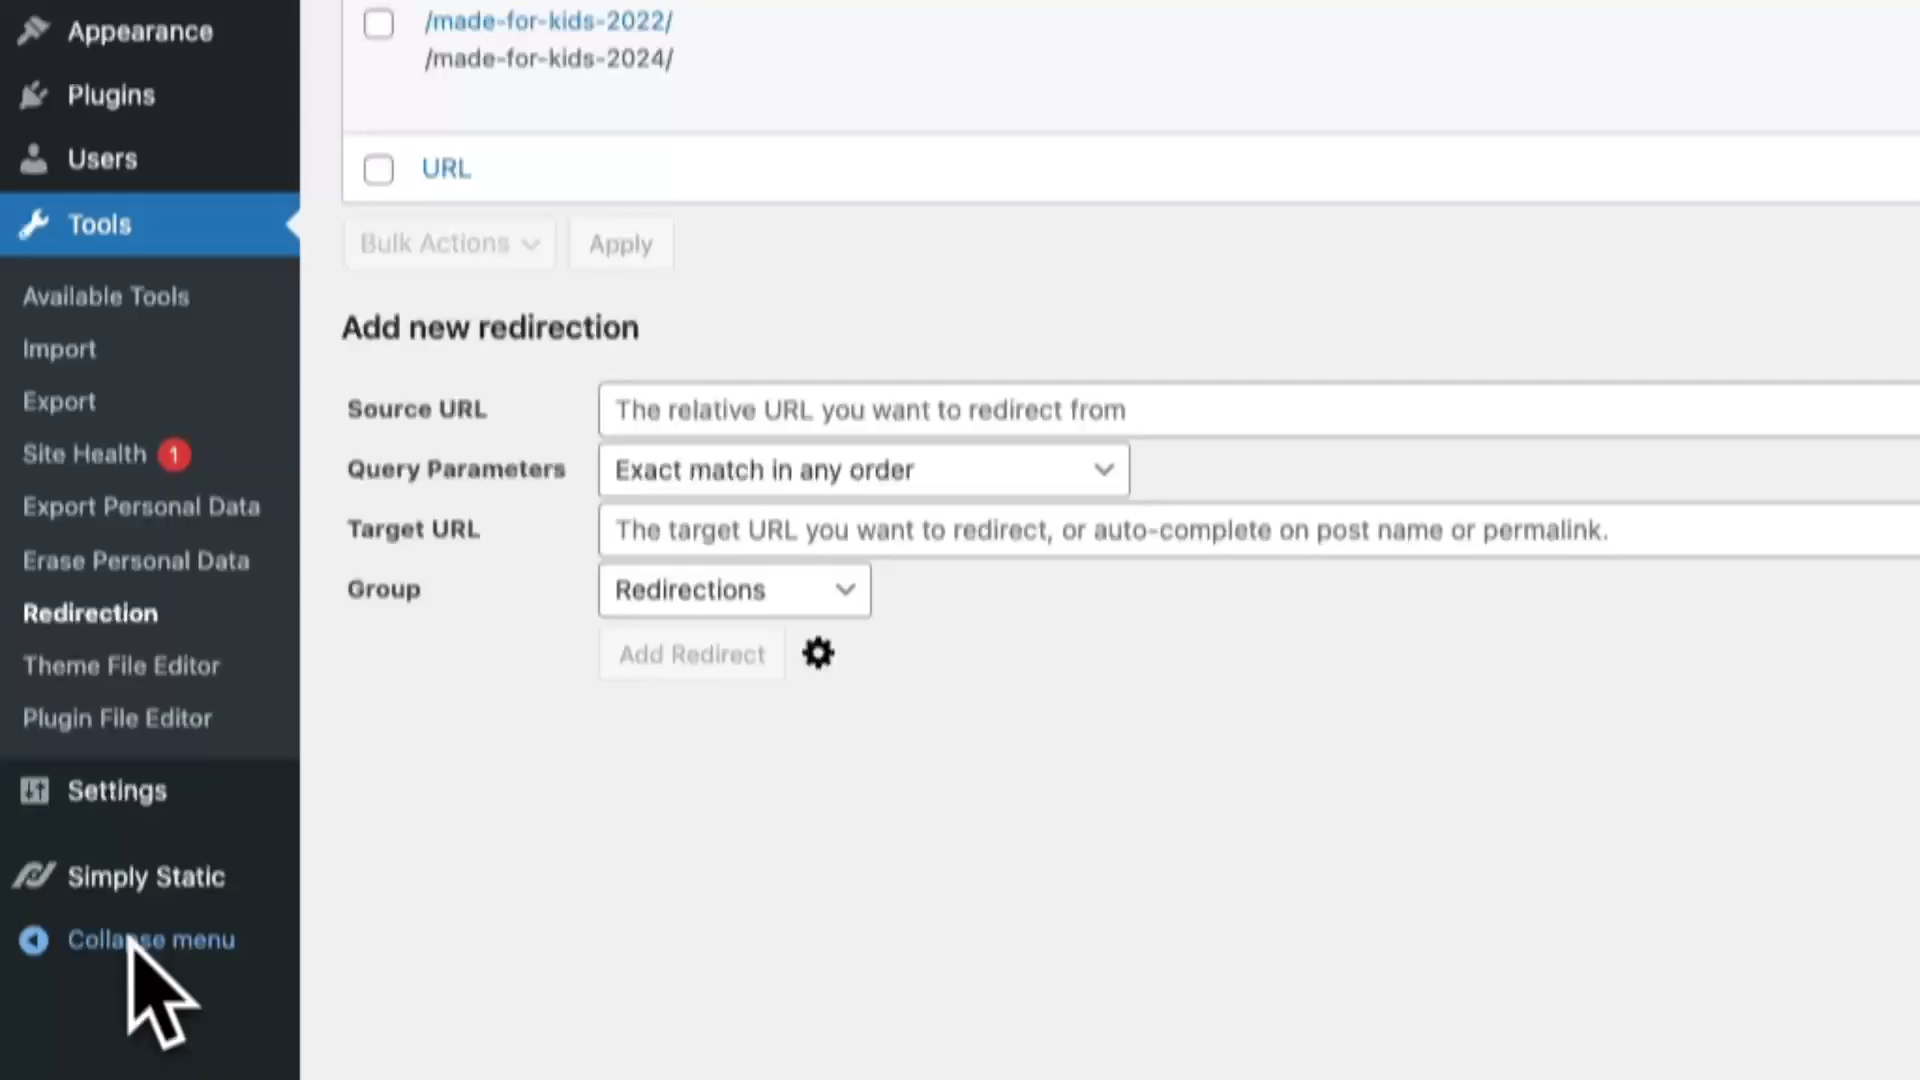 Appearance
Plugins
Users
Tools
Available Tools
Import
Export
Site Health 1
Export Personal Data
Erase Personal Data
Redirection
Theme File Editor
Plugin File Editor
Settings
Simply Static
Collapse menu
/made-for-kids-2022/
/made-for-kids-2024/
URL
Bulk Actions Apply
Add new redirection
Source URL The relative URL you want to redirect from
Query Parameters Exact match in any order
Target URL The target URL you want to redirect, or auto-complete on post name or permalink.
Group Redirections
Add Redirect